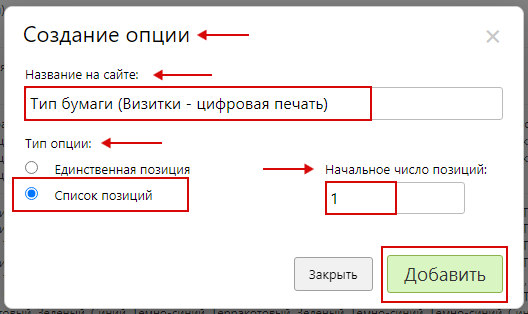 Создание опции
Название на сайте:
Тип бумаги (Визитки - цифровая печать)
Тип опции:
Единственная позиция
Начальное число позиций:
Список позиций
1
Закрыть
Добавить